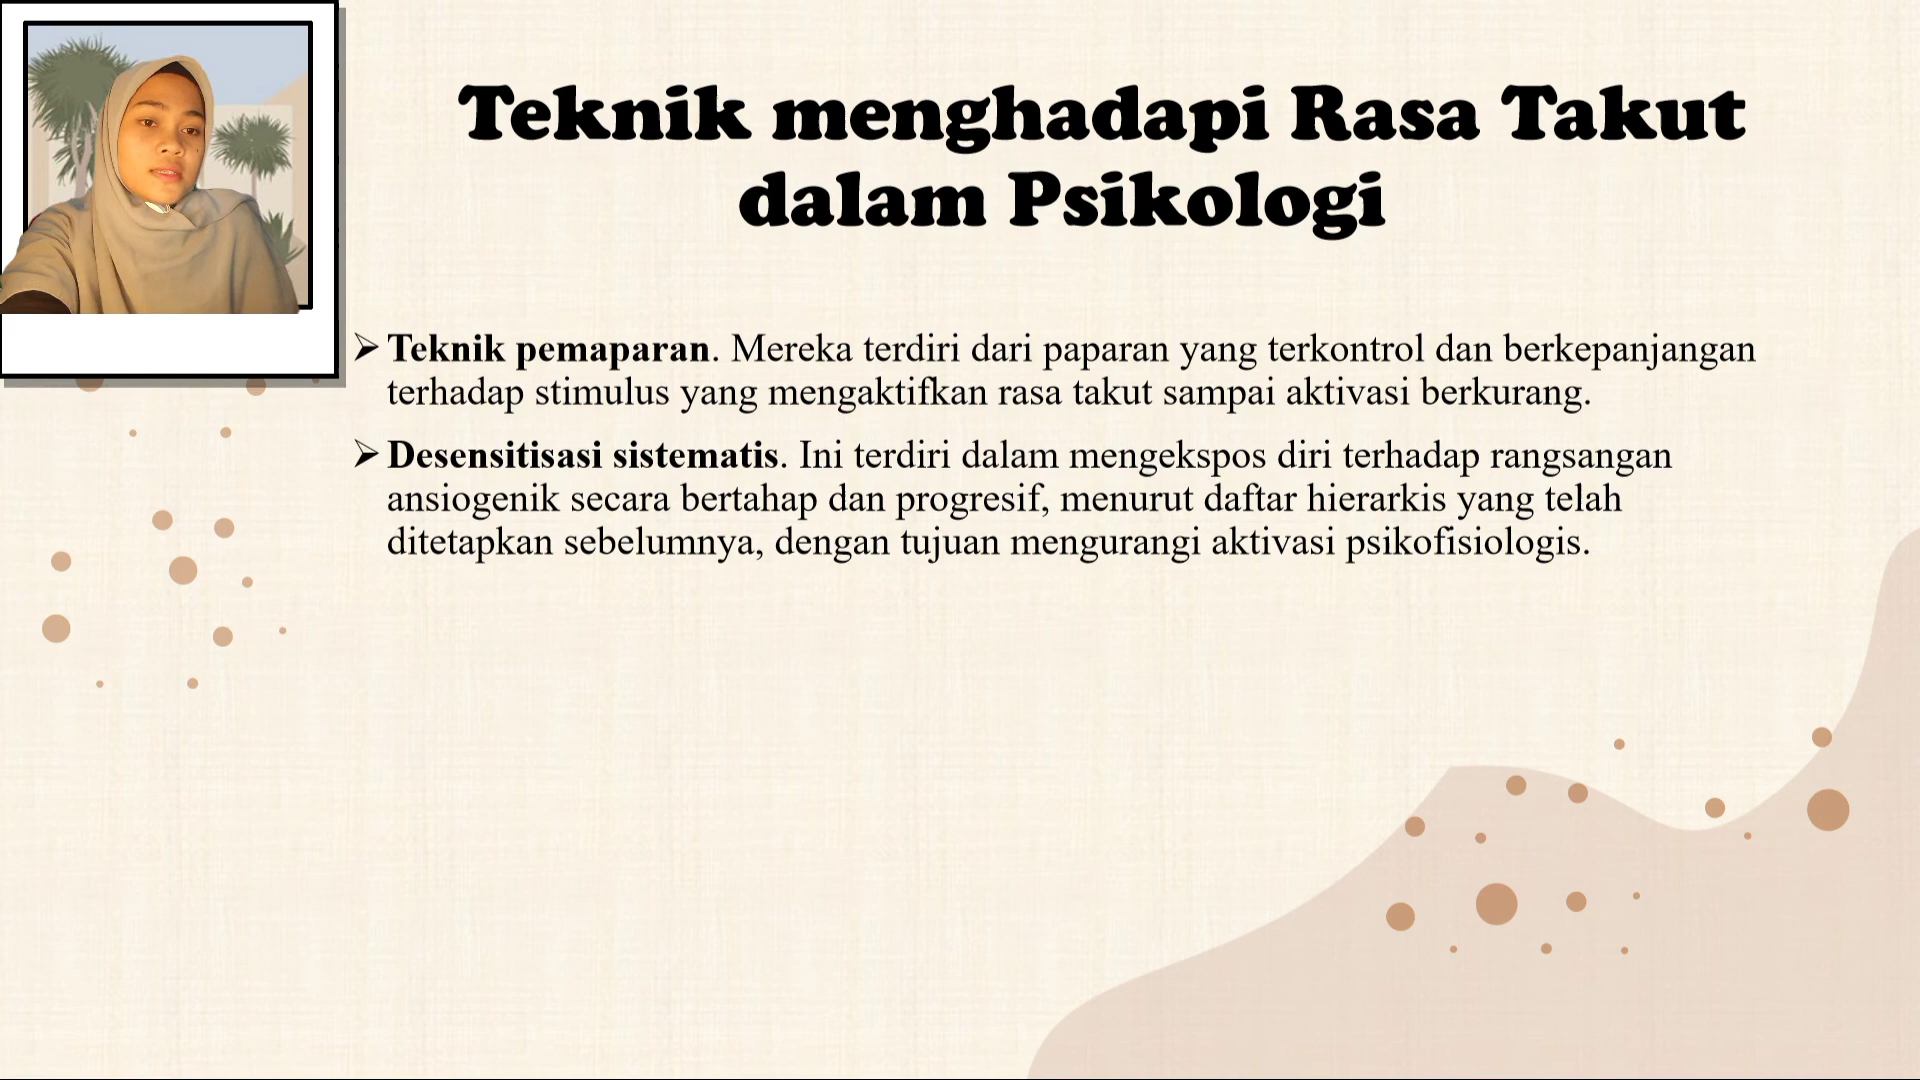 Teknik menghadapi Rasa Takut
dalam Psikologi
➢ Teknik pemaparan. Mereka terdiri dari paparan yang terkontrol dan berkepanjangan
terhadap stimulus yang mengaktifkan rasa takut sampai aktivasi berkurang.
➢ Desensitisasi sistematis. Ini terdiri dalam mengekspos diri terhadap rangsangan
ansiogenik secara bertahap dan progresif, menurut daftar hierarkis yang telah
ditetapkan sebelumnya, dengan tujuan mengurangi aktivasi psikofisiologis.